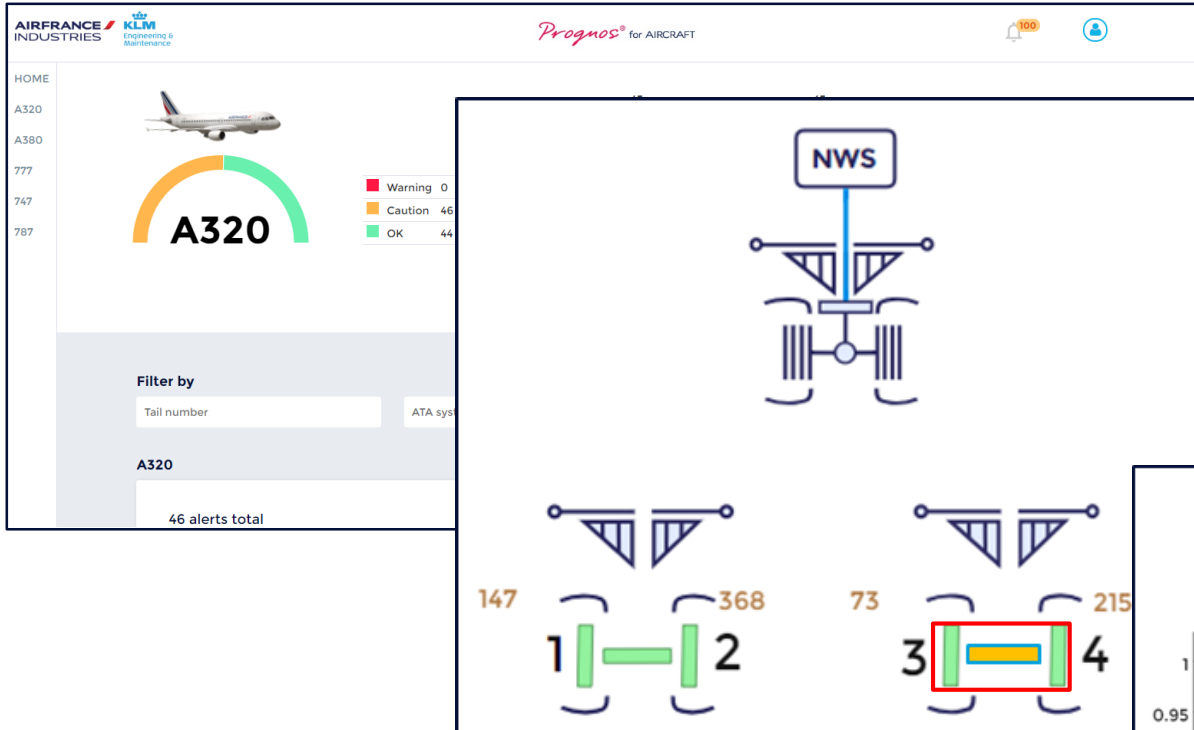 AIRFRANCE KLM
INDUSTRIES Engineering &
Maintenance
Prognos® for AIRCRAFT
100
HOME
A320
A380
777
747
787
A320
Warning 0
Caution 46
OK 44
Filter by
Tail number
ATA syst
A320
46 alerts total
NWS
147
368
73
215
1
2
3
4
1
0.95